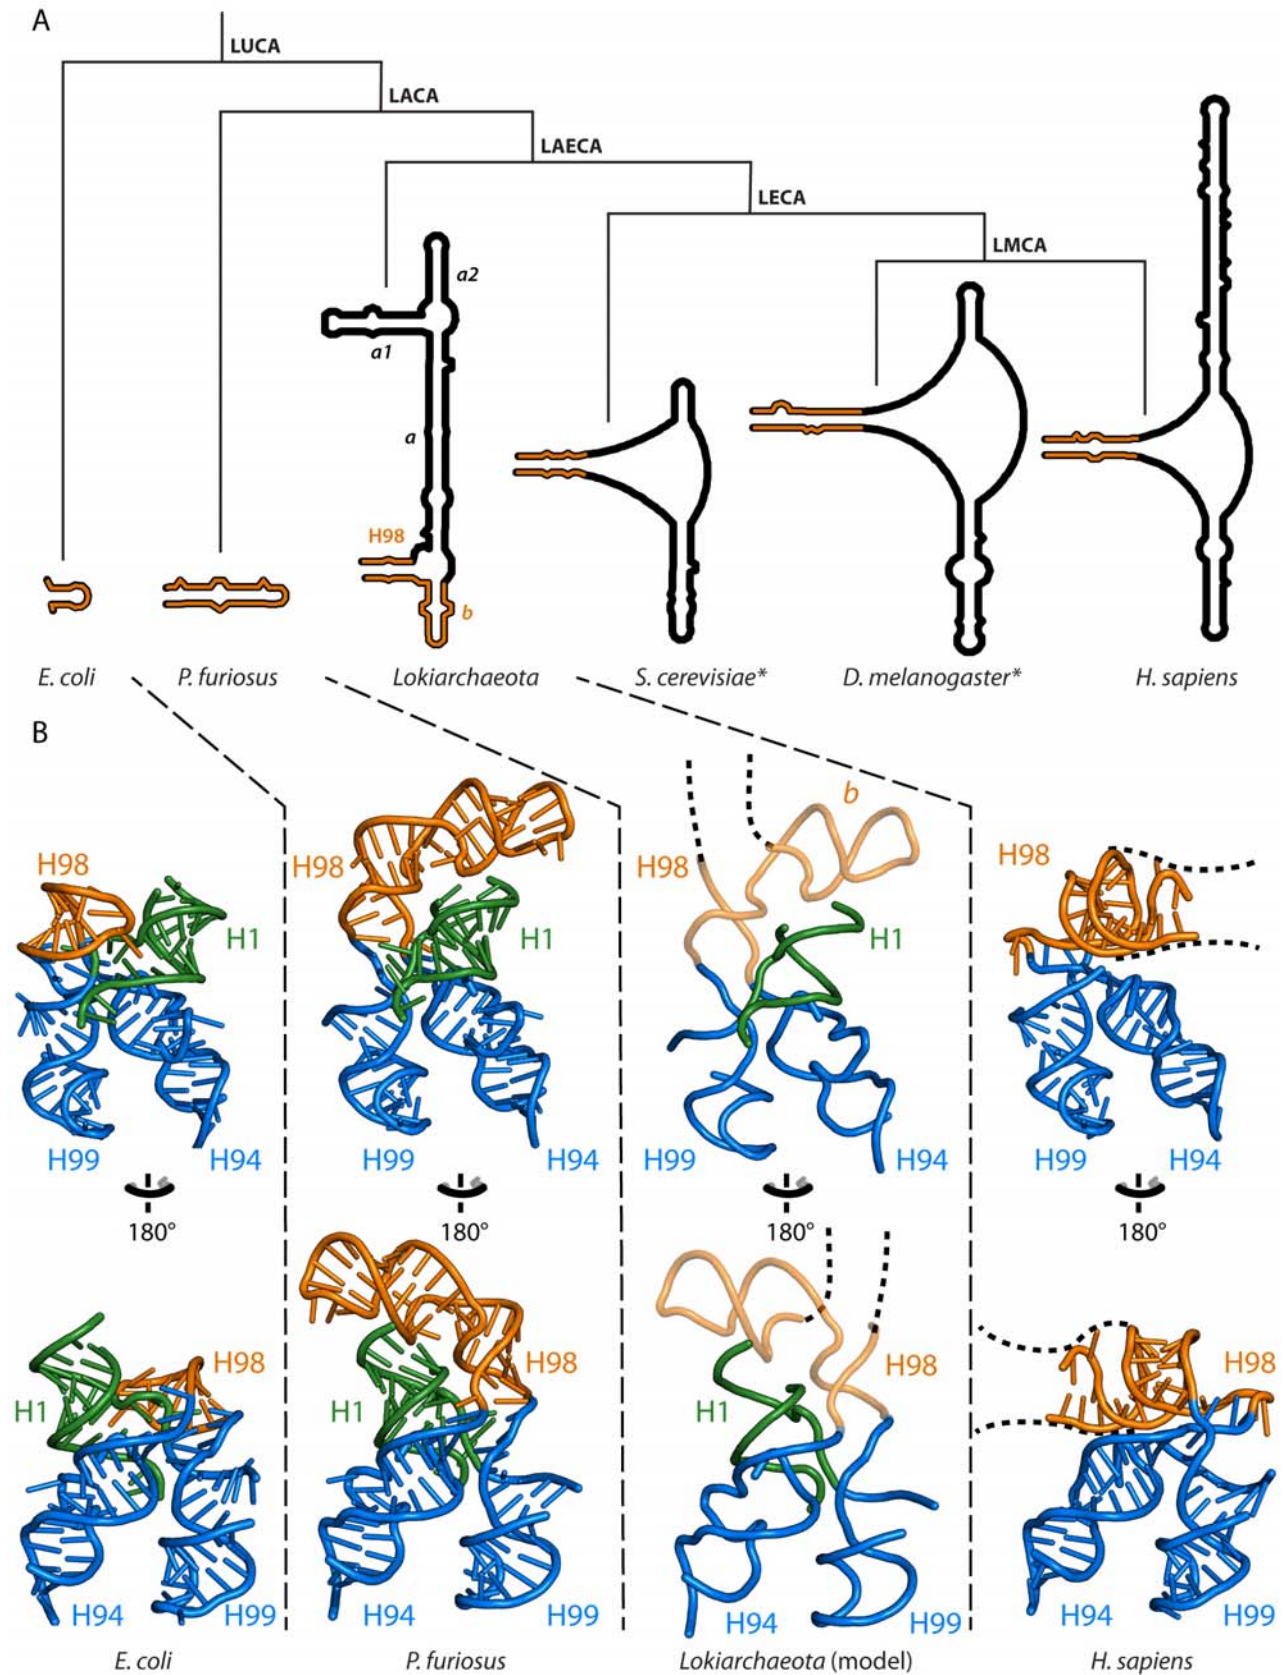 A
LUCA
LACA
LAECA
LECA
LMCA
a2
a1
a
H98
b
E. coli
P. furiosus
Lokiarchaeota
S. cerevisiae*
D. melanogaster*
H. sapiens
B
b
H98
H98
H98
H98
H1
H1
H1
H99
H94
H99
H94
H99
H94
H99
H94
180°
180°
180°
180°
H98
H98
H98
H98
H1
H1
H1
H94
H99
H94
H99
H94
H99
H94
H99
E. coli
P. furiosus
Lokiarchaeota (model)
H. sapiens